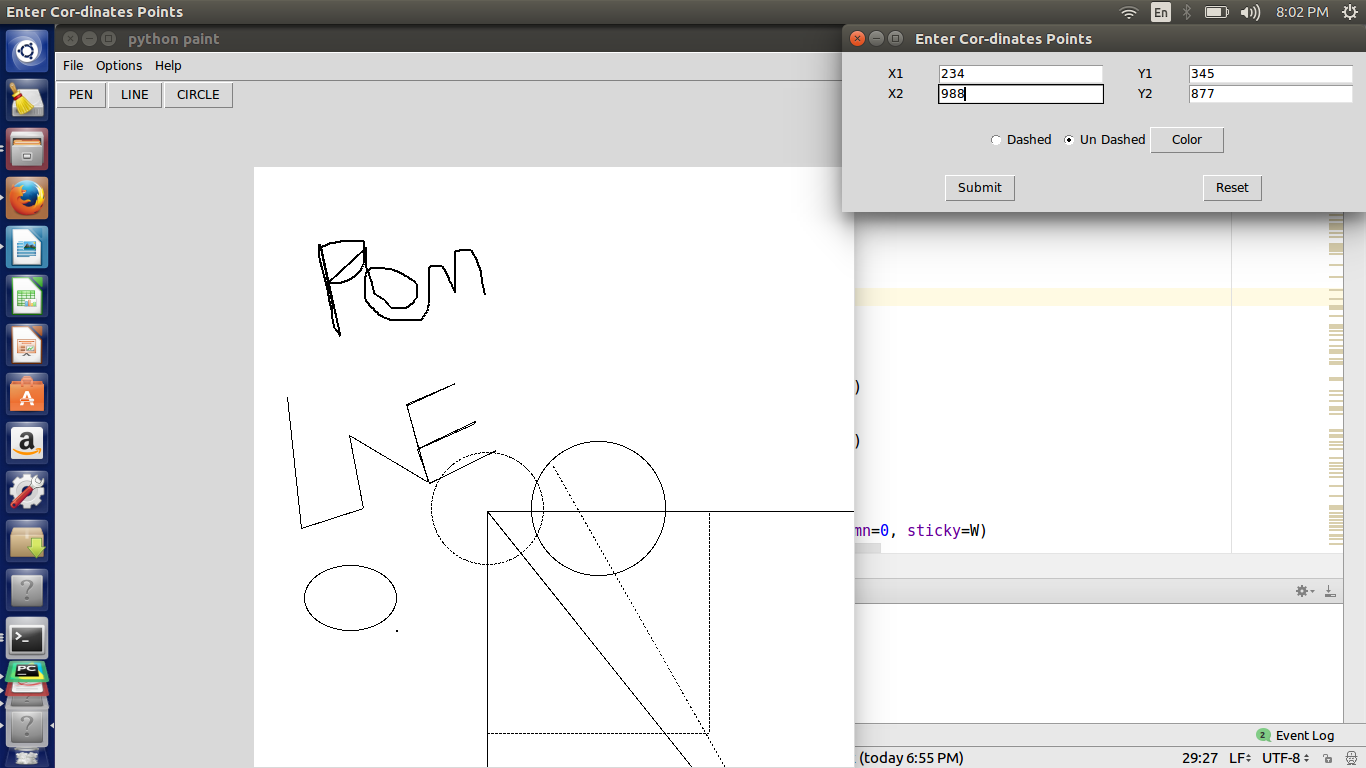 Enter Cor-dinates Points
En
8:02 PM
python paint
File Options Help
PEN LINE CIRCLE
Enter Cor-dinates Points
X1 234 Y1 345
X2 988 Y2 877
Dashed Un Dashed Color
Submit Reset
)
)
mn=0, sticky=W)
2 Event Log
(today 6:55 PM) 29:27 LF UTF-8
PC
LINE